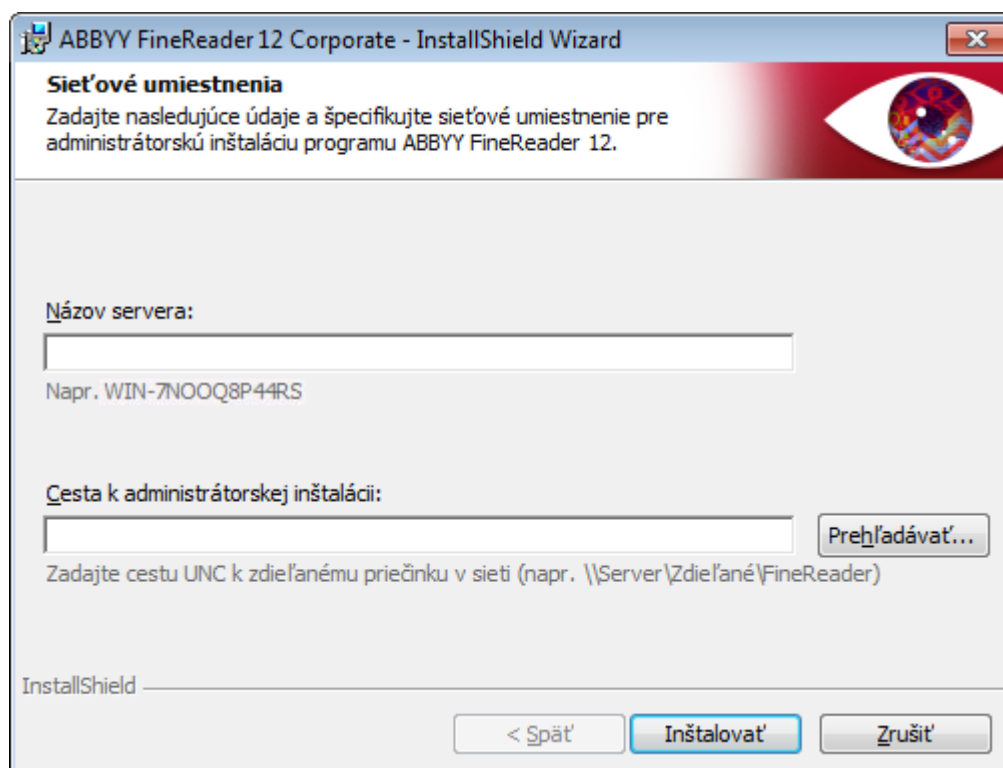 ABBYY FineReader 12 Corporate - InstallShield Wizard
Sieťové umiestnenia
Zadajte nasledujúce údaje a špecifikujte sieťové umiestnenie pre
administrátorskú inštaláciu programu ABBYY FineReader 12.
Názov servera:
Napr. WIN-7NOOQ8P44RS
Cesta k administrátorskej inštalácii:
Prehľadávať...
Zadajte cestu UNC k zdieľanému priečinku v sieti (napr. \\Server\Zdieľané\FineReader)
InstallShield
< Späť Inštalovať Zrušiť